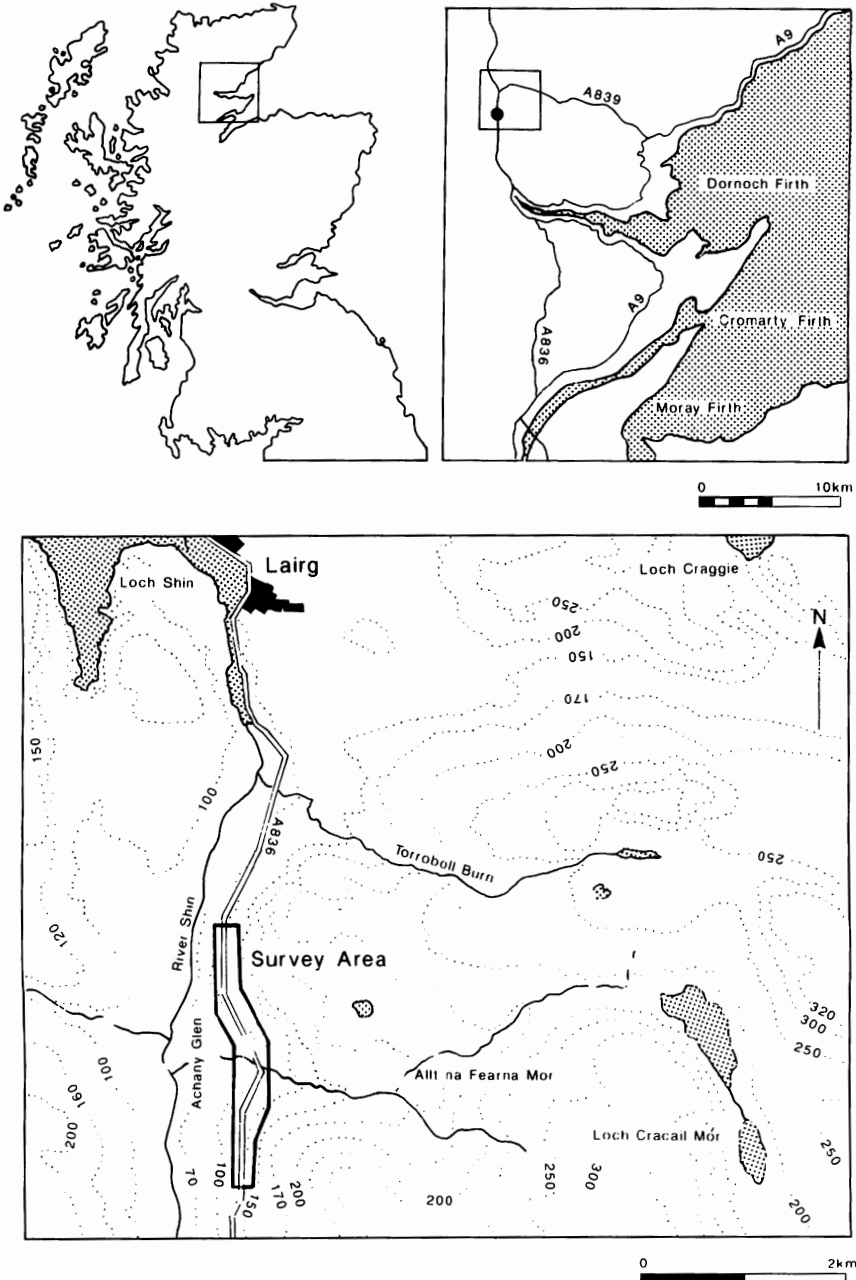 A9
A839
Dornoch Firth
A9
Cromarty Firth
A836
Moray Firth
0 10km
Lairg
Loch Shin
Loch Craggie
250
200
150
N
170
150
200
250
100
A836
Torroboll Burn
250
River Shin
120
Survey Area
320
300
250
Achany Glen
100
160
Allt na Fearna Mor
200
Loch Cracail Mór
250
70
100
150
170
200
200
250
300
200
0 2km